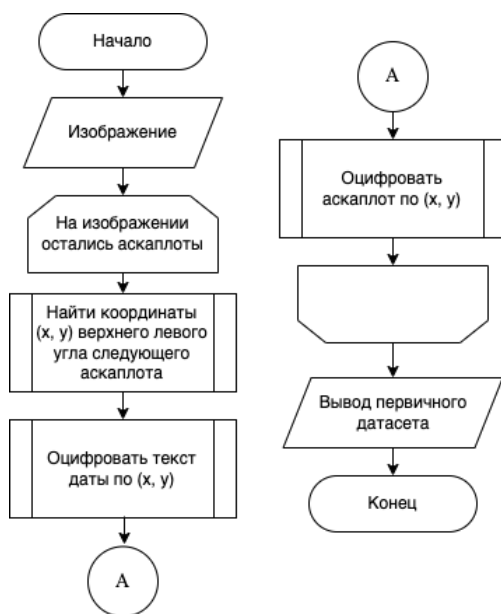 Начало
Изображение
На изображении
остались аскаплоты
Найти координаты
(x, y) верхнего левого
угла следующего
аскаплота
Оцифровать текст
даты по (x, y)
A
A
Оцифровать
аскаплот по (x, y)
Вывод первичного
датасета
Конец